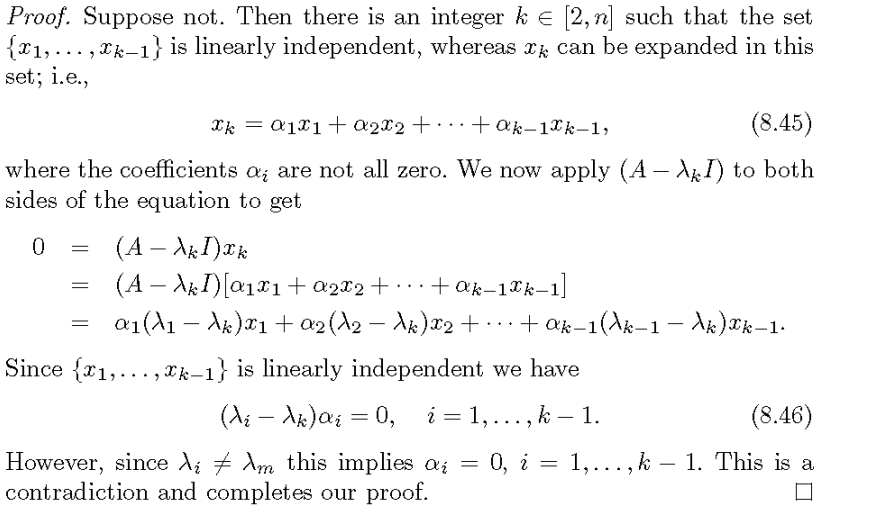 Proof. Suppose not. Then there is an integer k ∈ [2, n] such that the set
{x₁, . . . , xₖ₋₁} is linearly independent, whereas xₖ can be expanded in this
set; i.e.,
xₖ = α₁x₁ + α₂x₂ + · · · + αₖ₋₁xₖ₋₁, (8.45)
where the coefficients αᵢ are not all zero. We now apply (A − λₖI) to both
sides of the equation to get
0 = (A − λₖI)xₖ
= (A − λₖI)[α₁x₁ + α₂x₂ + · · · + αₖ₋₁xₖ₋₁]
= α₁(λ₁ − λₖ)x₁ + α₂(λ₂ − λₖ)x₂ + · · · + αₖ₋₁(λₖ₋₁ − λₖ)xₖ₋₁.
Since {x₁, . . . , xₖ₋₁} is linearly independent we have
(λᵢ − λₖ)αᵢ = 0, i = 1, . . . , k − 1. (8.46)
However, since λᵢ ≠ λₘ this implies αᵢ = 0, i = 1, . . . , k − 1. This is a
contradiction and completes our proof. □